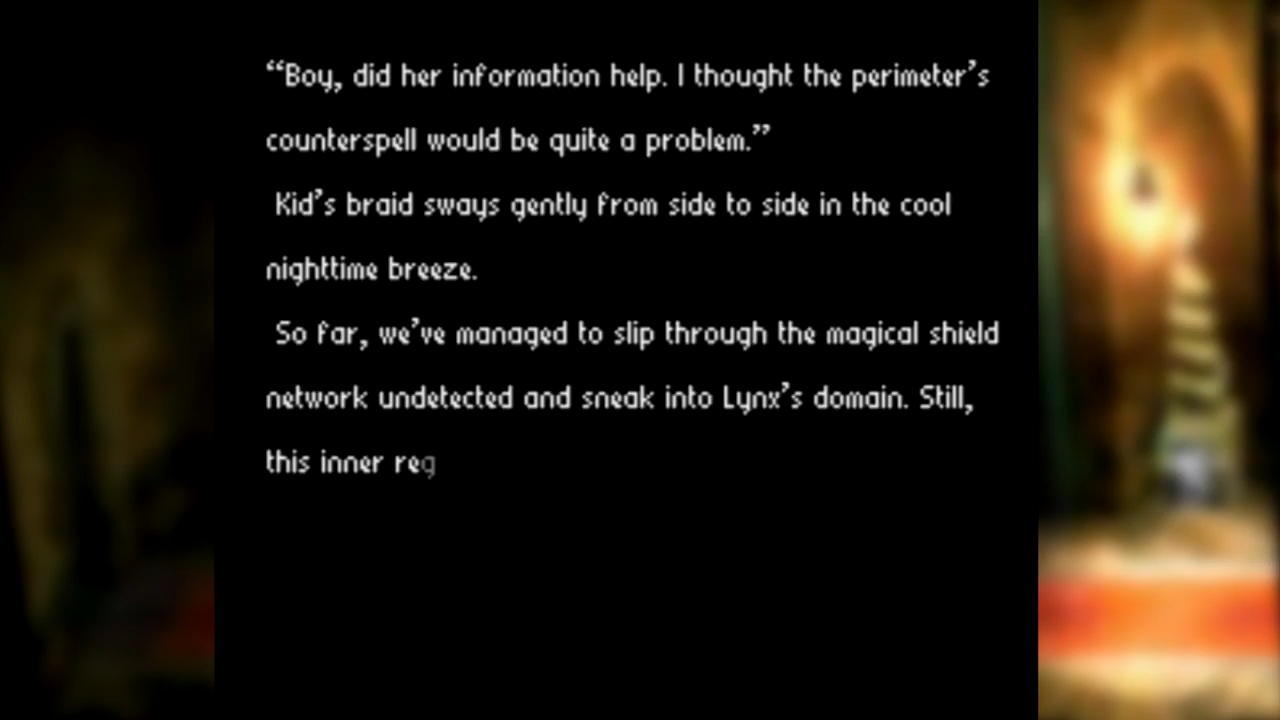 “Boy, did her information help. I thought the perimeter’s
counterspell would be quite a problem.”
Kid’s braid sways gently from side to side in the cool
nighttime breeze.
So far, we’ve managed to slip through the magical shield
network undetected and sneak into Lynx’s domain. Still,
this inner reg